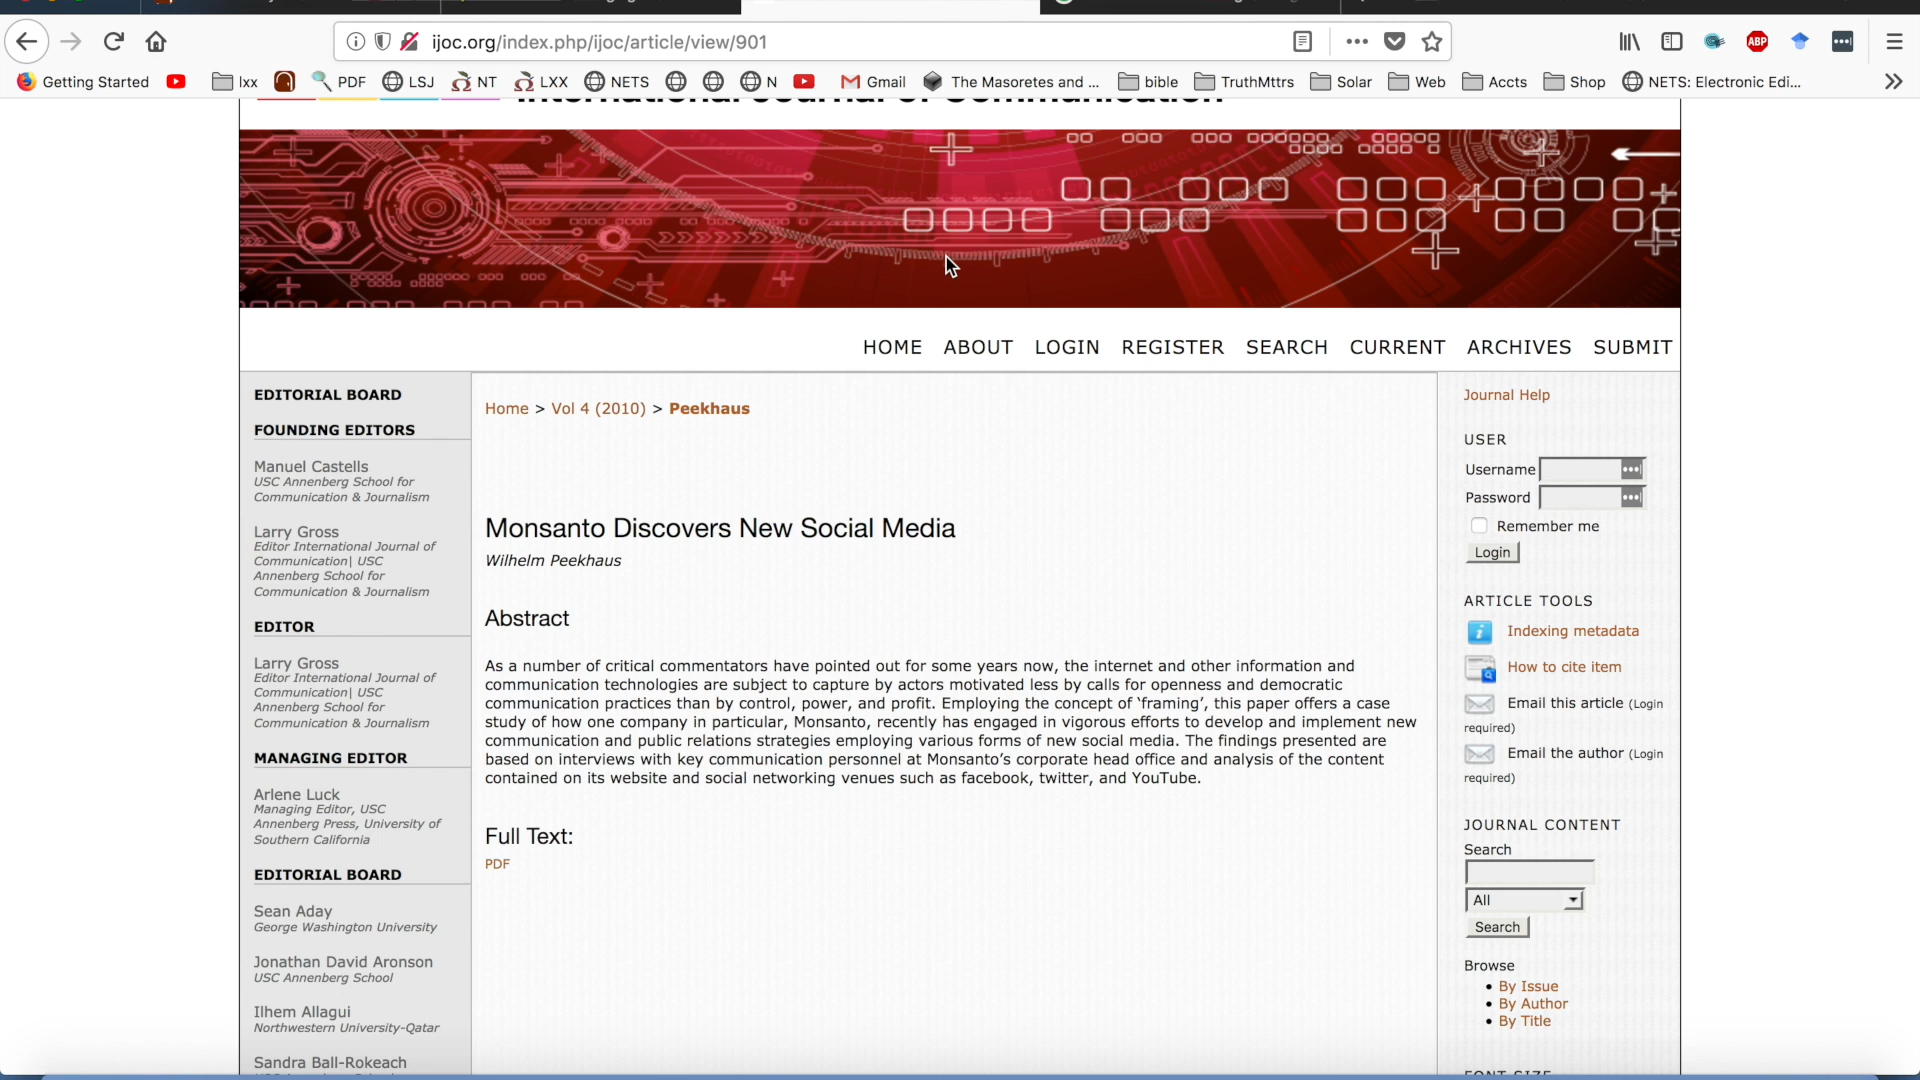 ijoc.org/index.php/ijoc/article/view/901
Getting Started lxx PDF LSJ NT LXX NETS N Gmail The Masoretes and ... bible TruthMttrs Solar Web Accts Shop NETS: Electronic Edi...
ABP
International Journal of Communication
HOME ABOUT LOGIN REGISTER SEARCH CURRENT ARCHIVES SUBMIT
EDITORIAL BOARD
FOUNDING EDITORS
Manuel Castells
USC Annenberg School for
Communication & Journalism
Larry Gross
Editor International Journal of
Communication| USC
Annenberg School for
Communication & Journalism
EDITOR
Larry Gross
Editor International Journal of
Communication| USC
Annenberg School for
Communication & Journalism
MANAGING EDITOR
Arlene Luck
Managing Editor, USC
Annenberg Press, University of
Southern California
EDITORIAL BOARD
Sean Aday
George Washington University
Jonathan David Aronson
USC Annenberg School
Ilhem Allagui
Northwestern University-Qatar
Sandra Ball-Rokeach
Home > Vol 4 (2010) > Peekhaus
Monsanto Discovers New Social Media
Wilhelm Peekhaus
Abstract
As a number of critical commentators have pointed out for some years now, the internet and other information and
communication technologies are subject to capture by actors motivated less by calls for openness and democratic
communication practices than by control, power, and profit. Employing the concept of ‘framing’, this paper offers a case
study of how one company in particular, Monsanto, recently has engaged in vigorous efforts to develop and implement new
communication and public relations strategies employing various forms of new social media. The findings presented are
based on interviews with key communication personnel at Monsanto’s corporate head office and analysis of the content
contained on its website and social networking venues such as facebook, twitter, and YouTube.
Full Text:
PDF
Journal Help
USER
Username
Password
Remember me
Login
ARTICLE TOOLS
Indexing metadata
How to cite item
Email this article (Login
required)
Email the author (Login
required)
JOURNAL CONTENT
Search
All
Search
Browse
By Issue
By Author
By Title
FONT SIZE